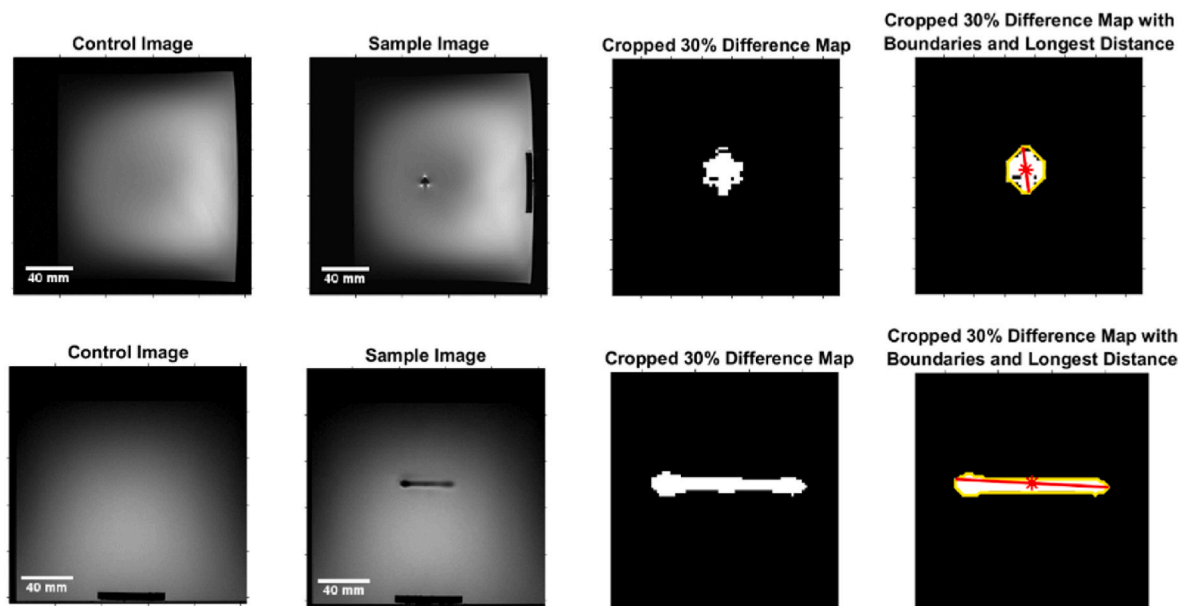 Control Image
Sample Image
Cropped 30% Difference Map
Cropped 30% Difference Map with
Boundaries and Longest Distance
40 mm
40 mm
Control Image
Sample Image
Cropped 30% Difference Map
Cropped 30% Difference Map with
Boundaries and Longest Distance
40 mm
40 mm